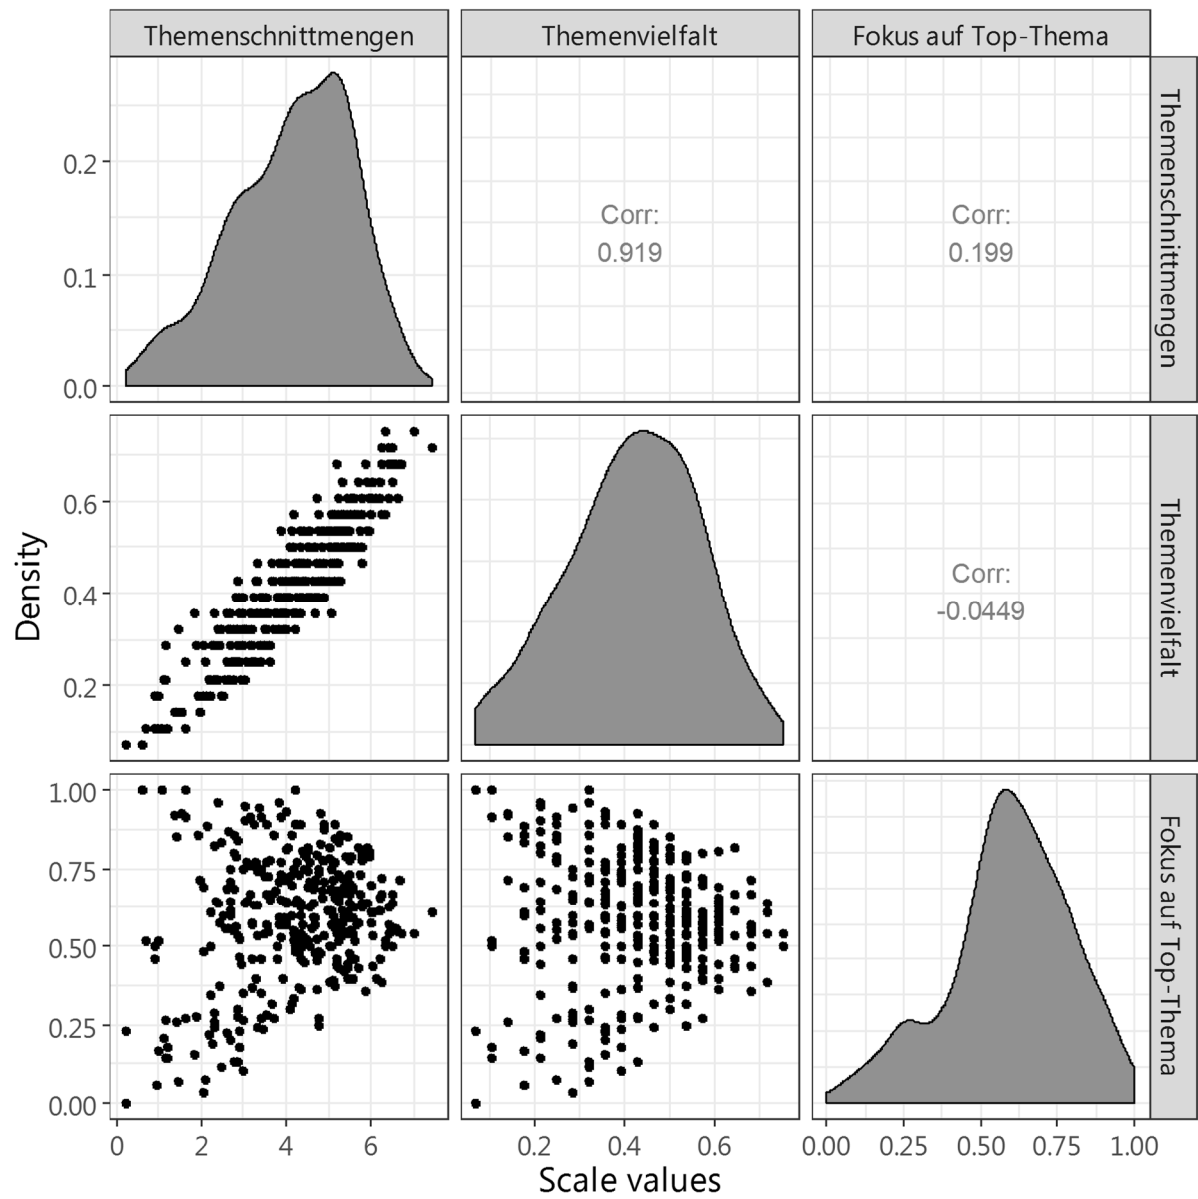 Themenschnittmengen Themenvielfalt Fokus auf Top-Thema
Themenschnittmengen
0.2
0.1
0.0
Corr:
0.919
Corr:
0.199
Themenvielfalt
Density
0.6
0.4
0.2
Corr:
-0.0449
Fokus auf Top-Thema
1.00
0.75
0.50
0.25
0.00
0 2 4 6 0.2 0.4 0.6 0.00 0.25 0.50 0.75 1.00
Scale values